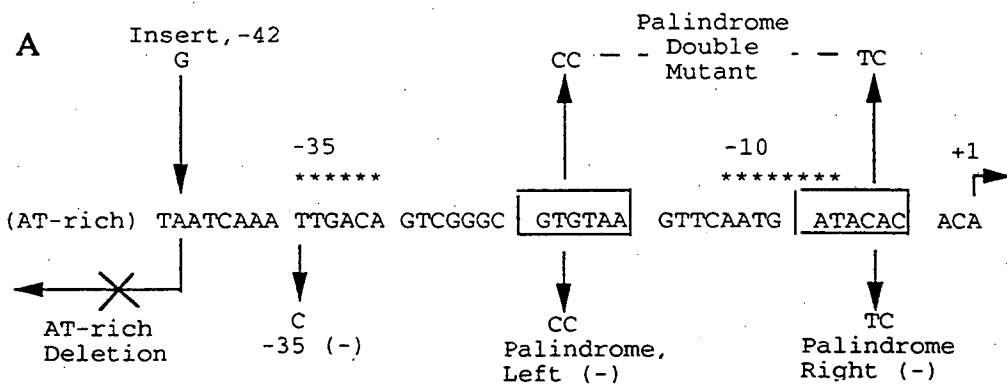 A
Insert, -42
G
Palindrome
Double
Mutant
CC
TC
-35
******
-10
********
+1
(AT-rich) TAATCAAA TTGACA GTCGGGC GTGTAA GTTCAATG ATACAC ACA
AT-rich
Deletion
C
-35 (-)
CC
Palindrome,
Left (-)
TC
Palindrome
Right (-)